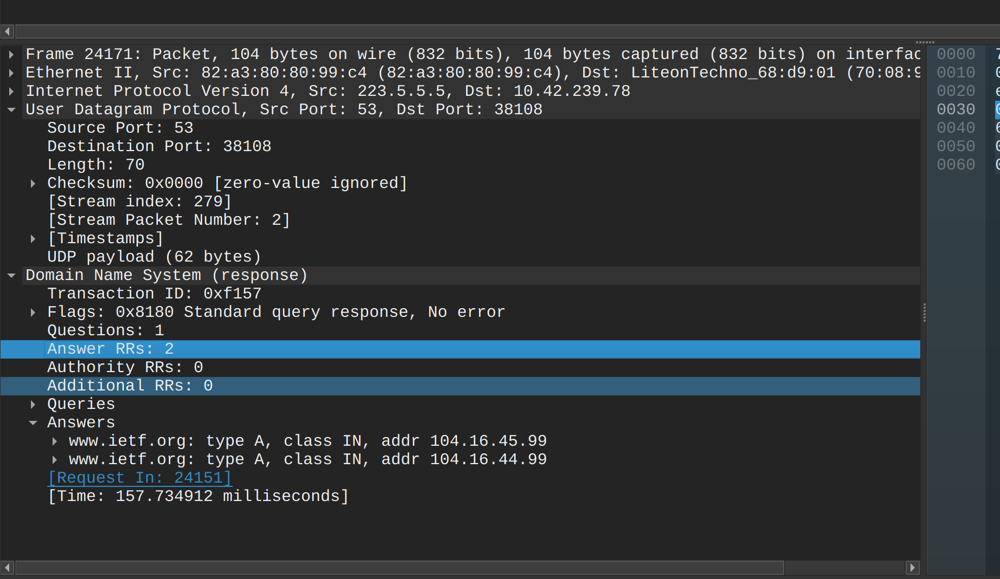 Frame 24171: Packet, 104 bytes on wire (832 bits), 104 bytes captured (832 bits) on interfac
Ethernet II, Src: 82:a3:80:80:99:c4 (82:a3:80:80:99:c4), Dst: LiteonTechno_68:d9:01 (70:08:9
Internet Protocol Version 4, Src: 223.5.5.5, Dst: 10.42.239.78
User Datagram Protocol, Src Port: 53, Dst Port: 38108
Source Port: 53
Destination Port: 38108
Length: 70
Checksum: 0x0000 [zero-value ignored]
[Stream index: 279]
[Stream Packet Number: 2]
[Timestamps]
UDP payload (62 bytes)
Domain Name System (response)
Transaction ID: 0xf157
Flags: 0x8180 Standard query response, No error
Questions: 1
Answer RRs: 2
Authority RRs: 0
Additional RRs: 0
Queries
Answers
www.ietf.org: type A, class IN, addr 104.16.45.99
www.ietf.org: type A, class IN, addr 104.16.44.99
[Request In: 24151]
[Time: 157.734912 milliseconds]
0000
0010
0020
0030
0040
0050
0060